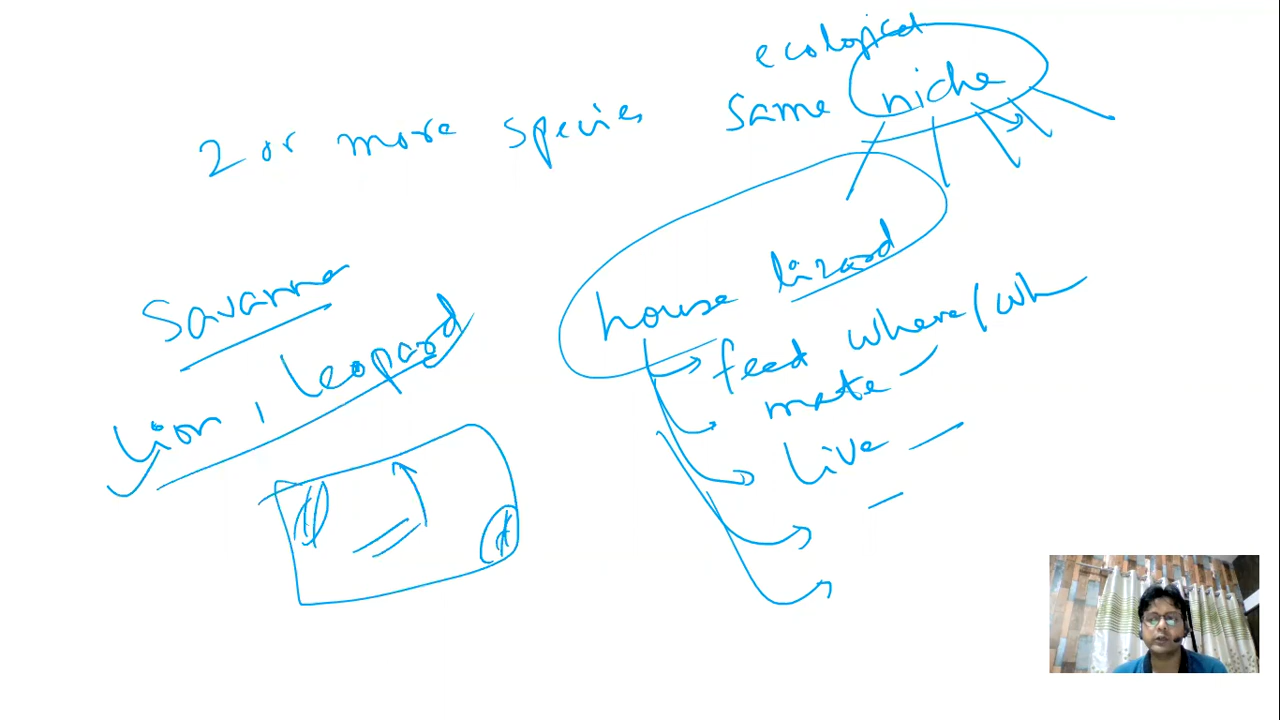 ecological
2 or more species same niche
Savanna
lion, leopard
house lizard
feed where/wh
mate
live